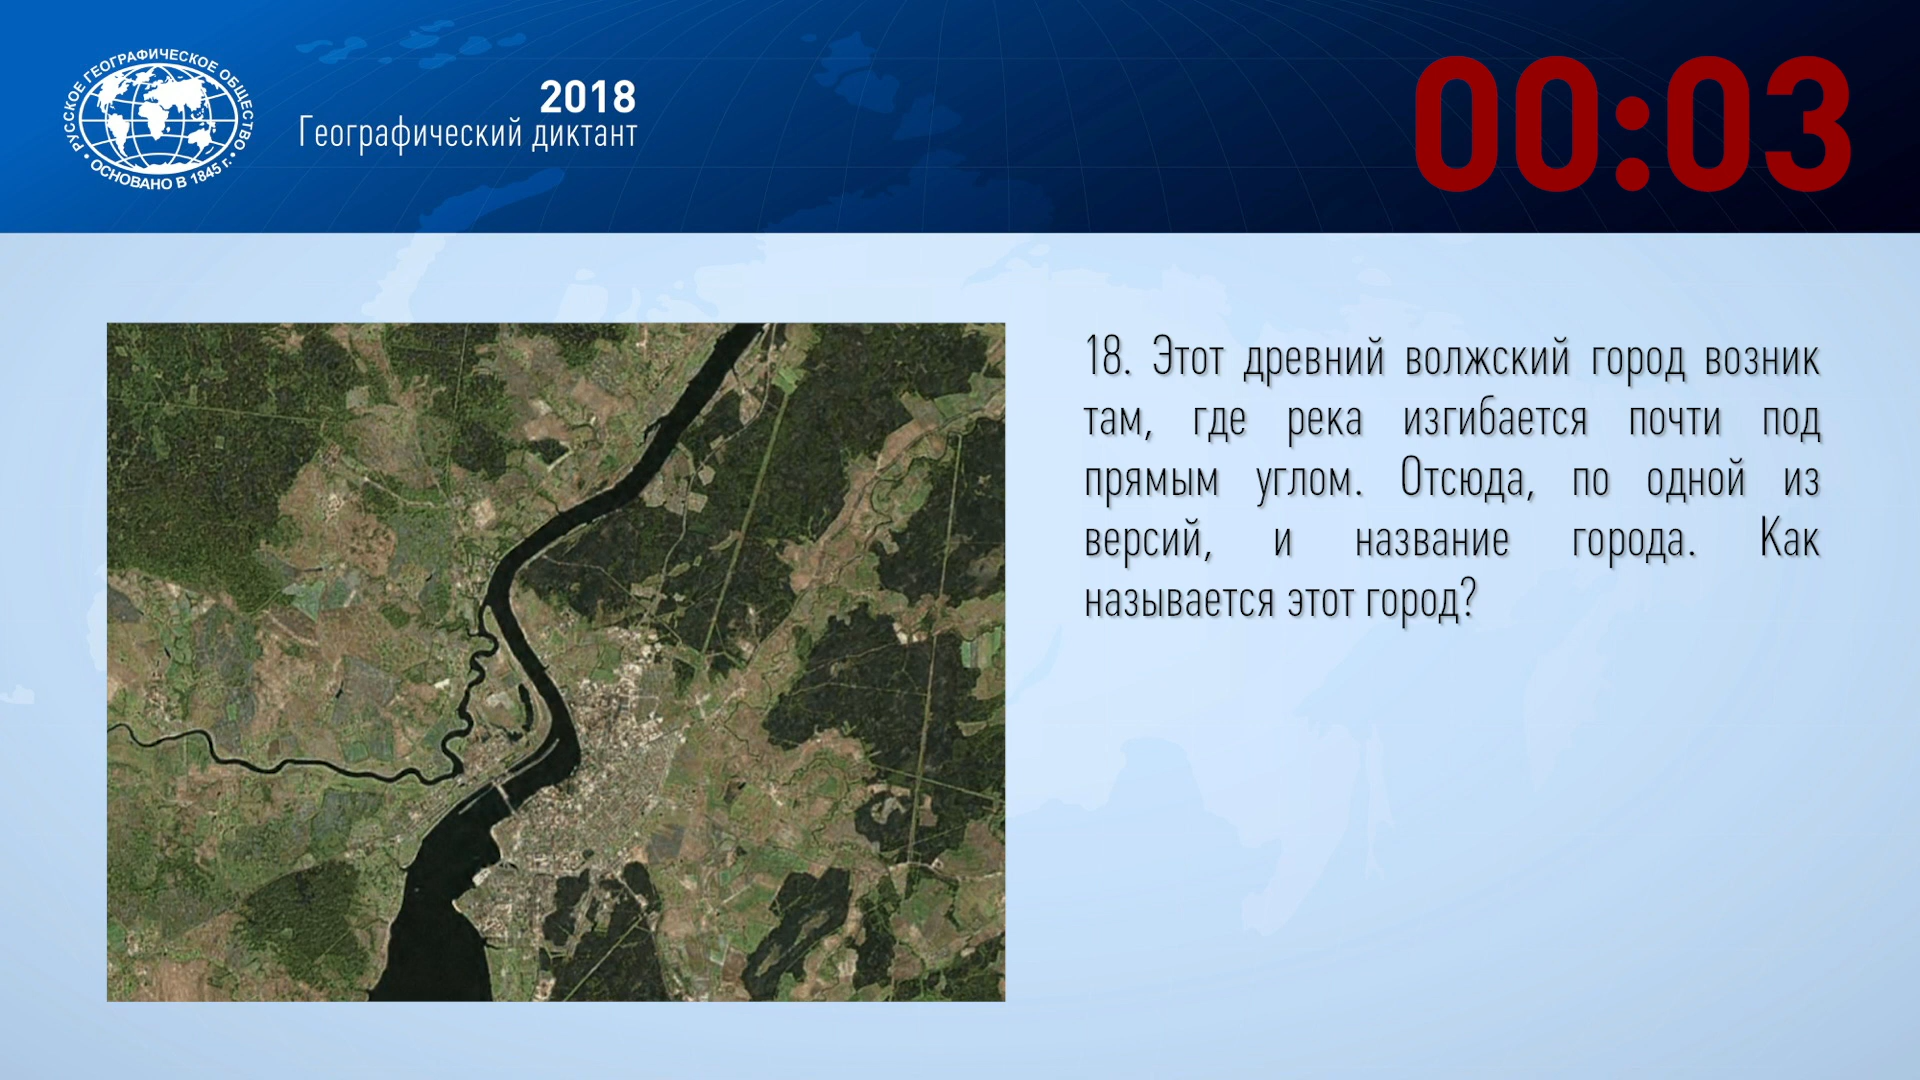 РУССКОЕ ГЕОГРАФИЧЕСКОЕ ОБЩЕСТВО
• ОСНОВАНО В 1845 г. •
2018
Географический диктант
00:03
18. Этот древний волжский город возник
там, где река изгибается почти под
прямым углом. Отсюда, по одной из
версий, и название города. Как
называется этот город?